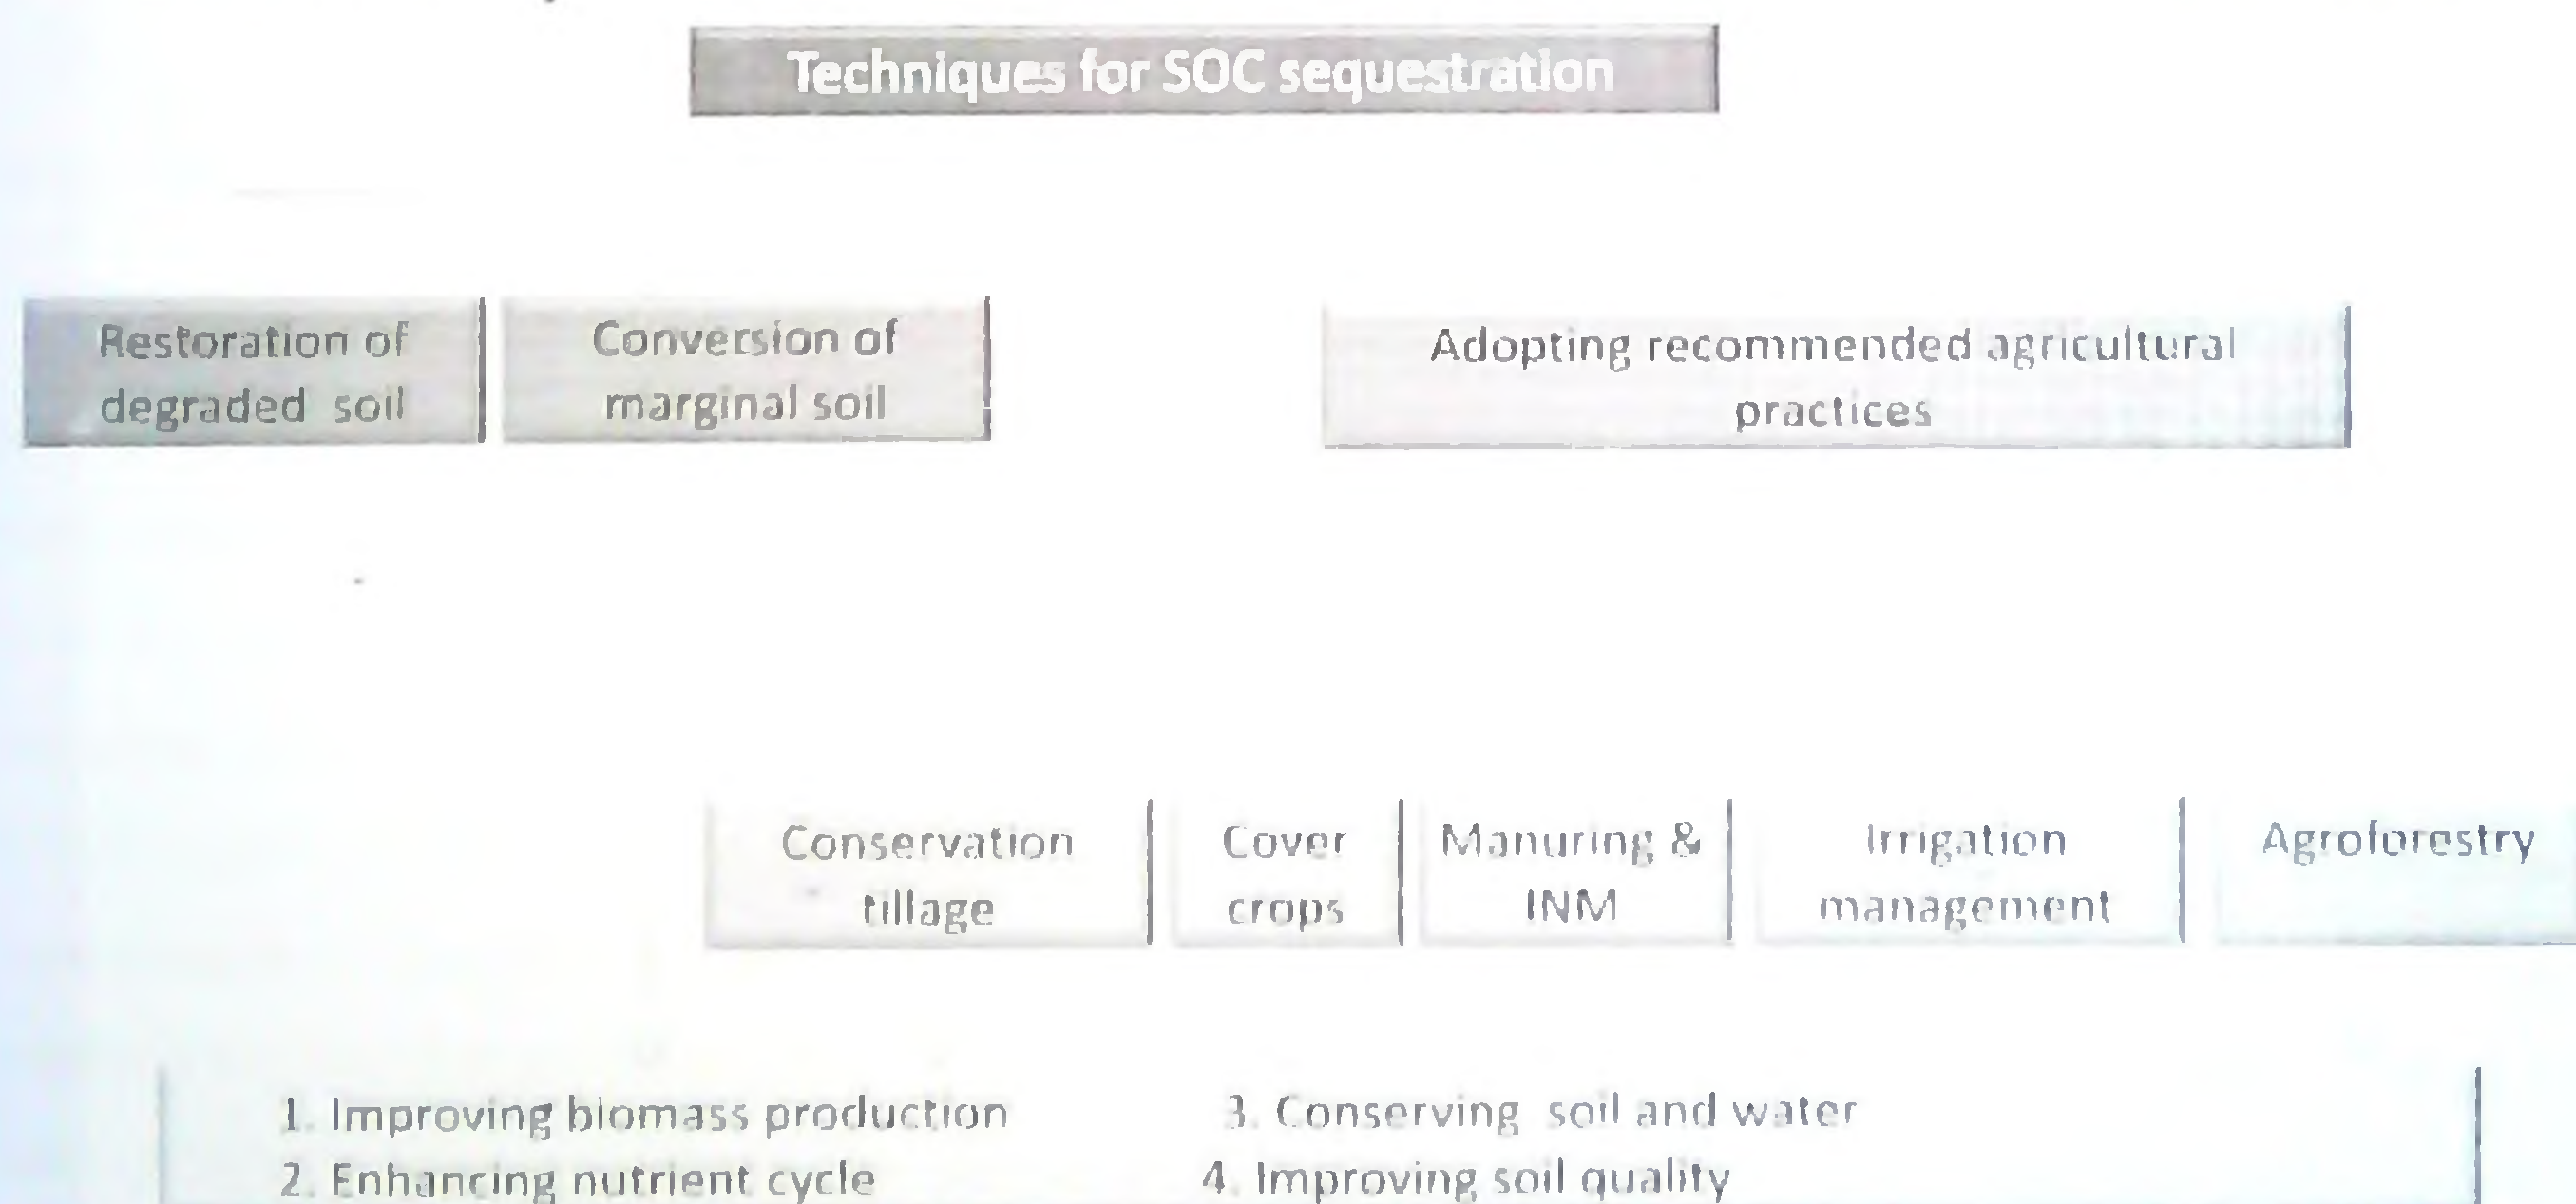 Techniques for SOC sequestration
Restoration of
degraded soil
Conversion of
marginal soil
Adopting recommended agricultural
practices
Conservation
tillage
Cover
crops
Manuring &
INM
Irrigation
management
Agroforestry
1. Improving biomass production
2. Enhancing nutrient cycle
3. Conserving soil and water
4. Improving soil quality